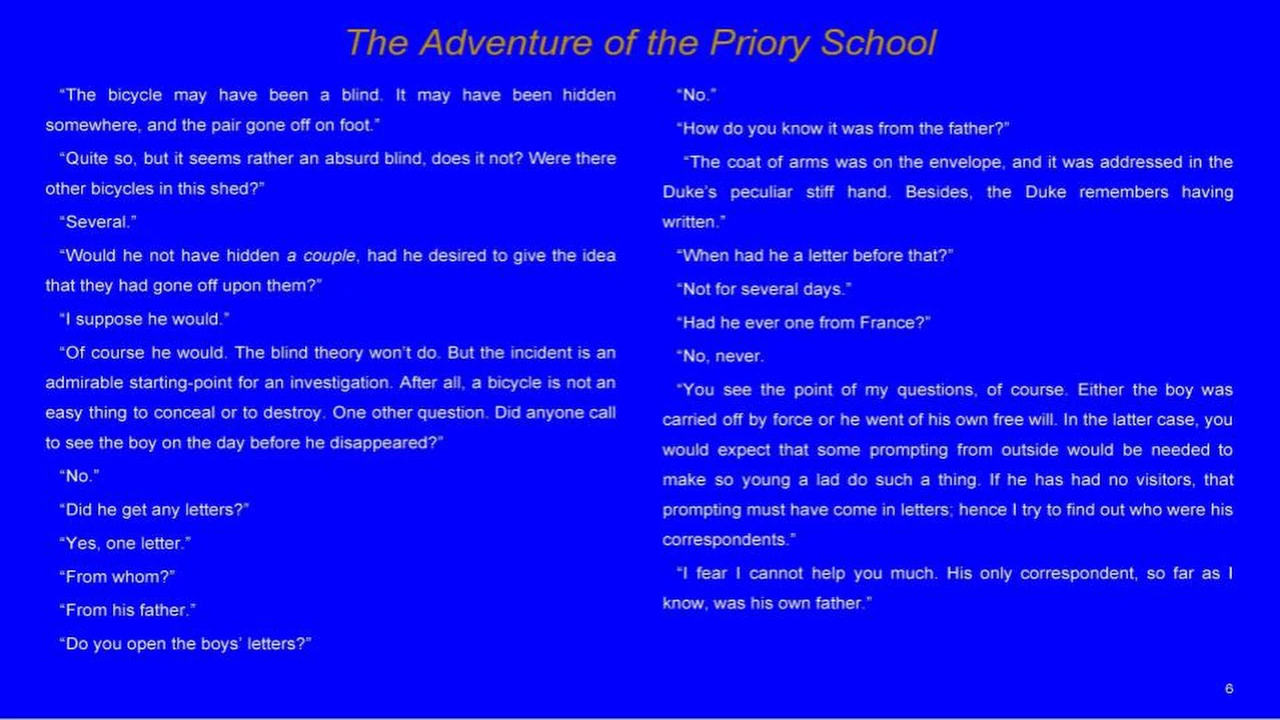 The Adventure of the Priory School
“The bicycle may have been a blind. It may have been hidden
somewhere, and the pair gone off on foot.”
“Quite so, but it seems rather an absurd blind, does it not? Were there
other bicycles in this shed?”
“Several.”
“Would he not have hidden a couple, had he desired to give the idea
that they had gone off upon them?”
“I suppose he would.”
“Of course he would. The blind theory won’t do. But the incident is an
admirable starting-point for an investigation. After all, a bicycle is not an
easy thing to conceal or to destroy. One other question. Did anyone call
to see the boy on the day before he disappeared?”
“No.”
“Did he get any letters?”
“Yes, one letter.”
“From whom?”
“From his father.”
“Do you open the boys’ letters?”
“No.”
“How do you know it was from the father?”
“The coat of arms was on the envelope, and it was addressed in the
Duke’s peculiar stiff hand. Besides, the Duke remembers having
written.”
“When had he a letter before that?”
“Not for several days.”
“Had he ever one from France?”
“No, never.
“You see the point of my questions, of course. Either the boy was
carried off by force or he went of his own free will. In the latter case, you
would expect that some prompting from outside would be needed to
make so young a lad do such a thing. If he has had no visitors, that
prompting must have come in letters; hence I try to find out who were his
correspondents.”
“I fear I cannot help you much. His only correspondent, so far as I
know, was his own father.”
6